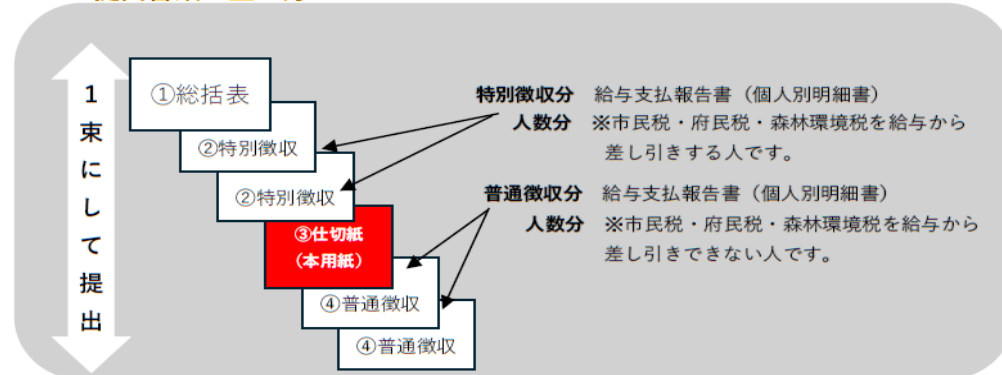 1束にして提出
①総括表
②特別徴収
②特別徴収
③仕切紙
（本用紙）
④普通徴収
④普通徴収
特別徴収分　給与支払報告書（個人別明細書）
人数分　※市民税・府民税・森林環境税を給与から
差し引きする人です。
普通徴収分　給与支払報告書（個人別明細書）
人数分　※市民税・府民税・森林環境税を給与から
差し引きできない人です。